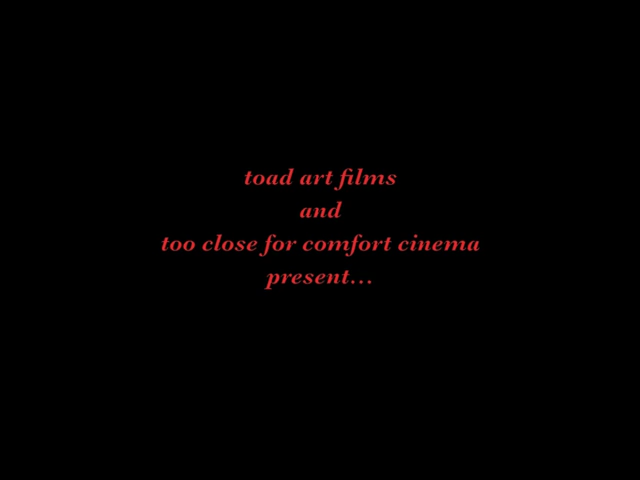 toad art films
and
too close for comfort cinema
present...